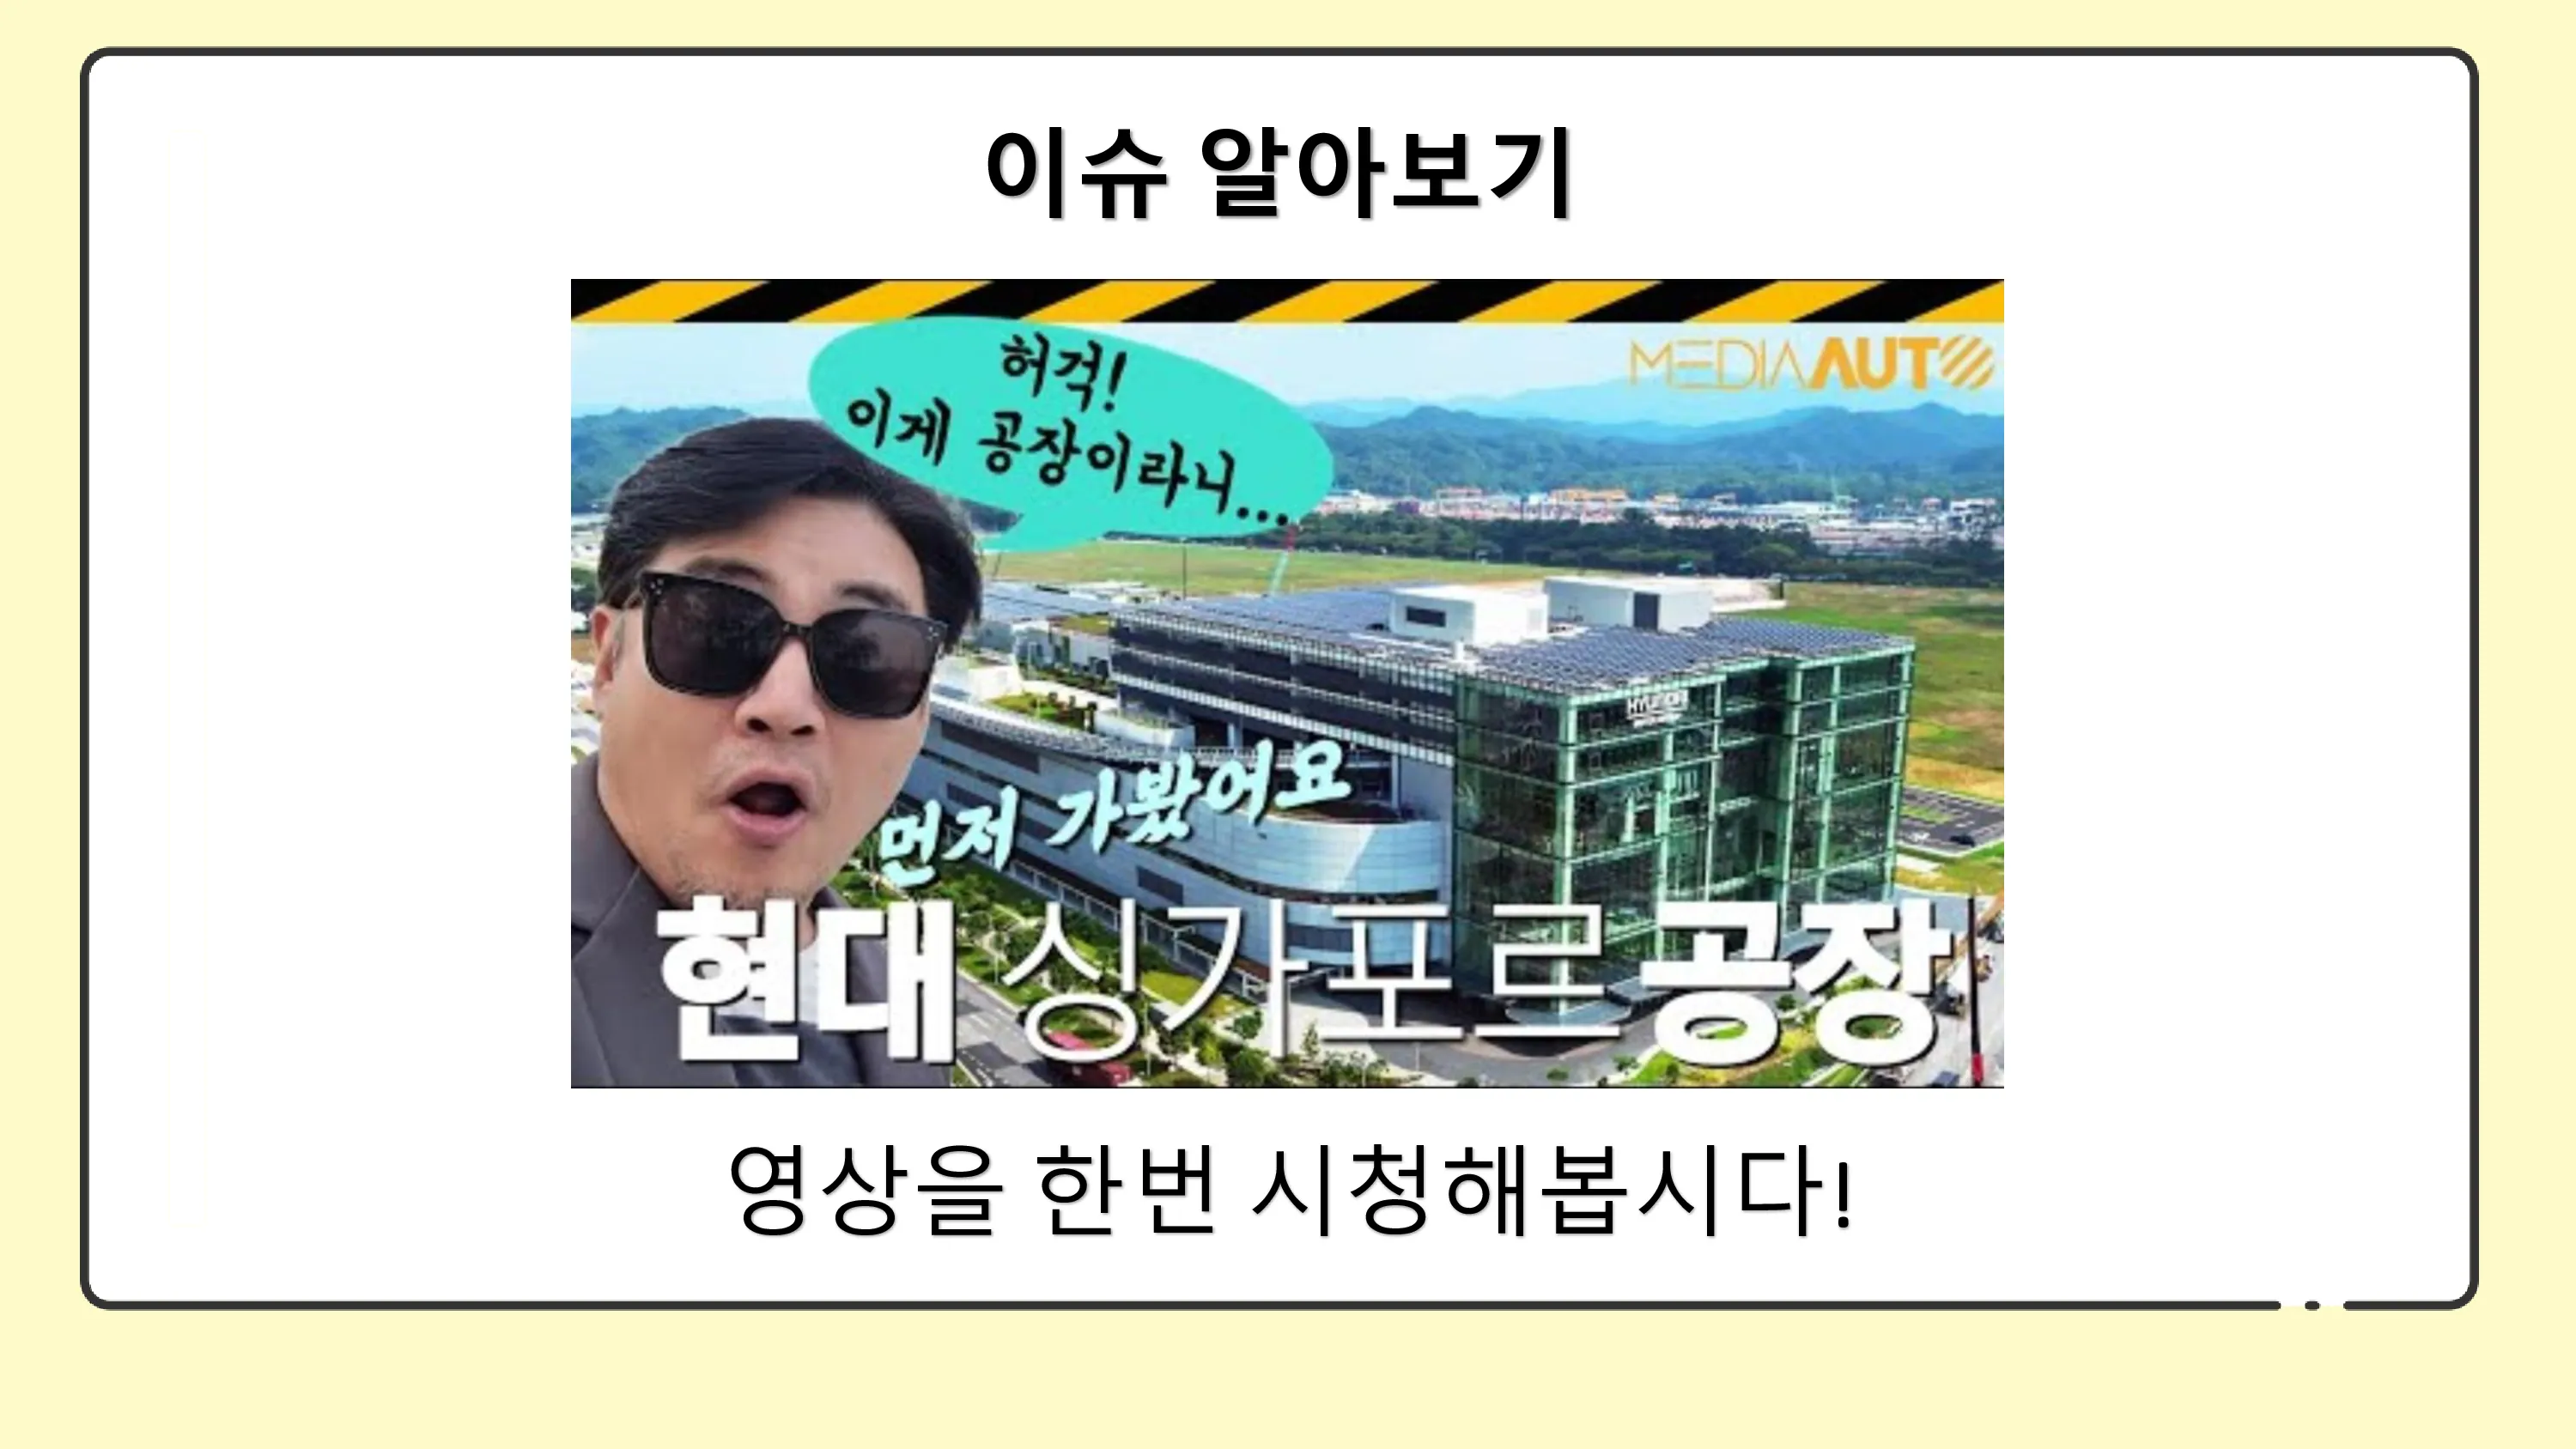 이슈 알아보기
허걱!
이게 공장이라니...
MEDIAAUTO
HYUNDAI
먼저 가봤어요
현대 싱가포르 공장
영상을 한번 시청해봅시다!